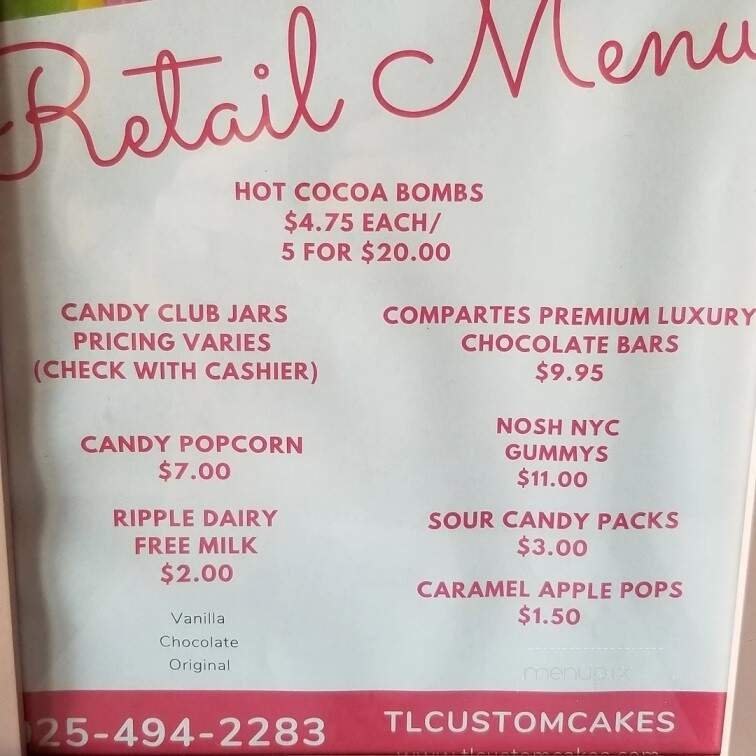 Retail Menu
HOT COCOA BOMBS
$4.75 EACH/
5 FOR $20.00
CANDY CLUB JARS
PRICING VARIES
(CHECK WITH CASHIER)
CANDY POPCORN
$7.00
RIPPLE DAIRY
FREE MILK
$2.00
Vanilla
Chocolate
Original
COMPARTES PREMIUM LUXURY
CHOCOLATE BARS
$9.95
NOSH NYC
GUMMYS
$11.00
SOUR CANDY PACKS
$3.00
CARAMEL APPLE POPS
$1.50
menupix
25-494-2283
TLCUSTOMCAKES